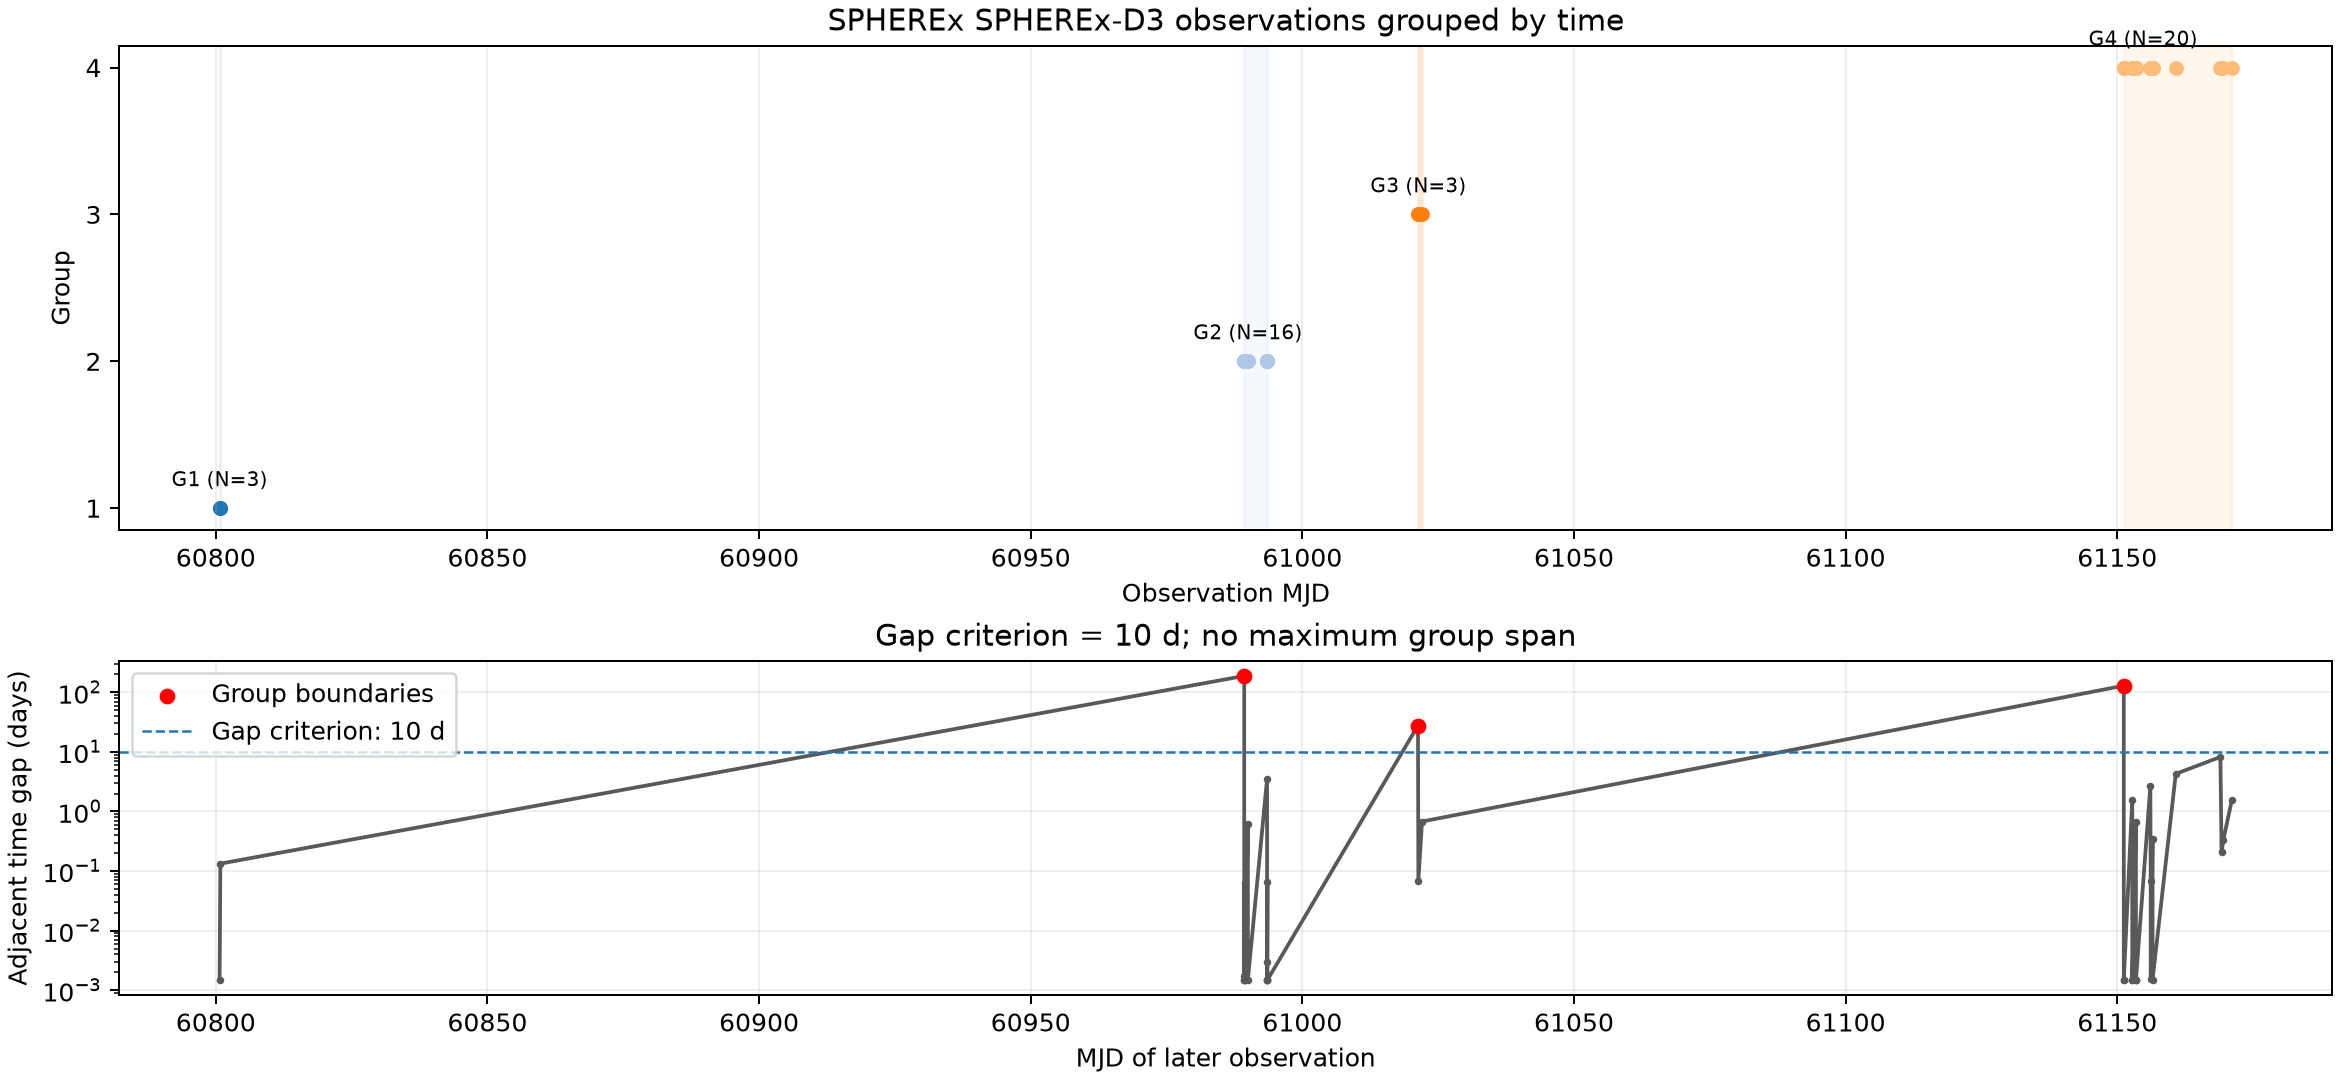 SPHEREx SPHEREx-D3 observations grouped by time
G4 (N=20)
4
G3 (N=3)
3
Group
G2 (N=16)
2
G1 (N=3)
1
60800 60850 60900 60950 61000 61050 61100 61150
Observation MJD
Gap criterion = 10 d; no maximum group span
Group boundaries
Gap criterion: 10 d
Adjacent time gap (days)
10²
10¹
10⁰
10⁻¹
10⁻²
10⁻³
60800 60850 60900 60950 61000 61050 61100 61150
MJD of later observation